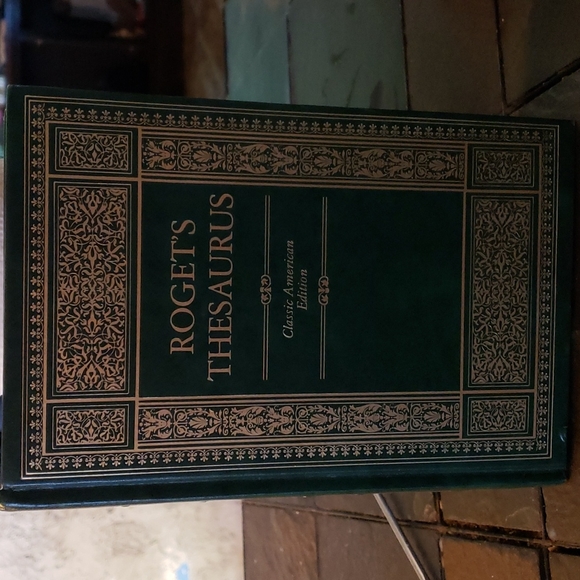 ROGET'S
THESAURUS
Classic American
Edition